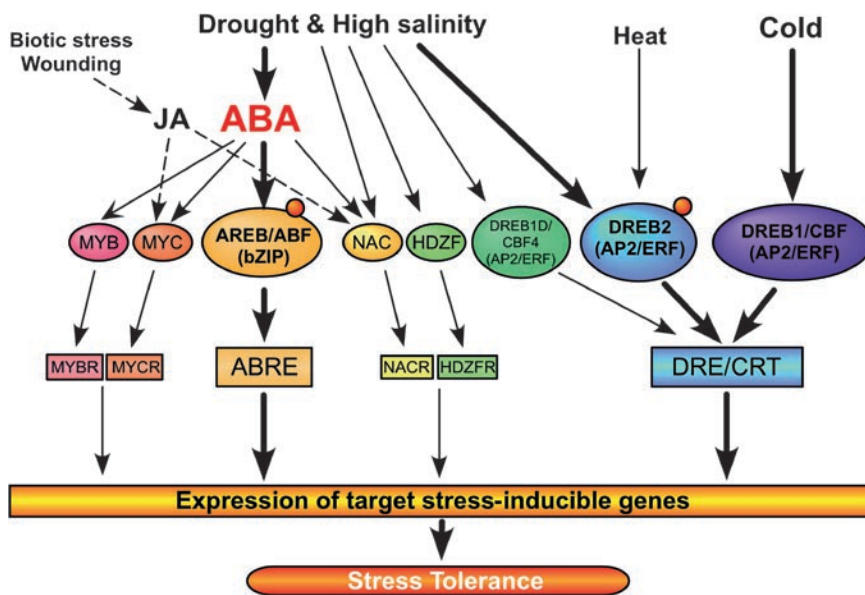 Drought & High salinity
Biotic stress
Wounding
Heat
Cold
JA
ABA
MYB
MYC
AREB/ABF
(bZIP)
NAC
HDZF
DREB1D/
CBF4
(AP2/ERF)
DREB2
(AP2/ERF)
DREB1/CBF
(AP2/ERF)
MYBR
MYCR
ABRE
NACR
HDZFR
DRE/CRT
Expression of target stress-inducible genes
Stress Tolerance